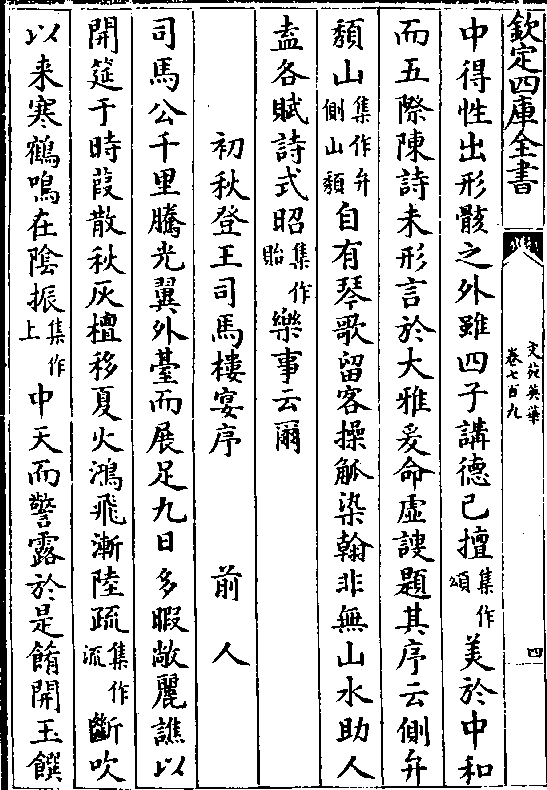 欽定四庫全書
文苑英華
卷七百九
四
中得性出形骸之外雖四子講德已擅集作頌美於中和
而五際陳詩未形言於大雅爰命虛謏題其序云側弁
頹山集作弁側山頹自有琴歌留客操觚染翰非無山水助人
盍各賦詩式昭集作貽樂事云爾
初秋登王司馬樓宴序　前人
司馬公千里騰光翼外臺而展足九日多暇敞麗譙以
開筵于時葭散秋灰檀移夏火鴻飛漸陸疏集作流斷吹
以来寒鶴鳴在陰振集作上中天而警露於是餚開玉饌